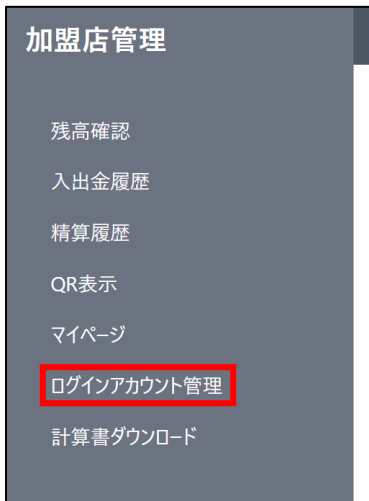 加盟店管理
残高確認
入出金履歴
精算履歴
QR表示
マイページ
ログインアカウント管理
計算書ダウンロード